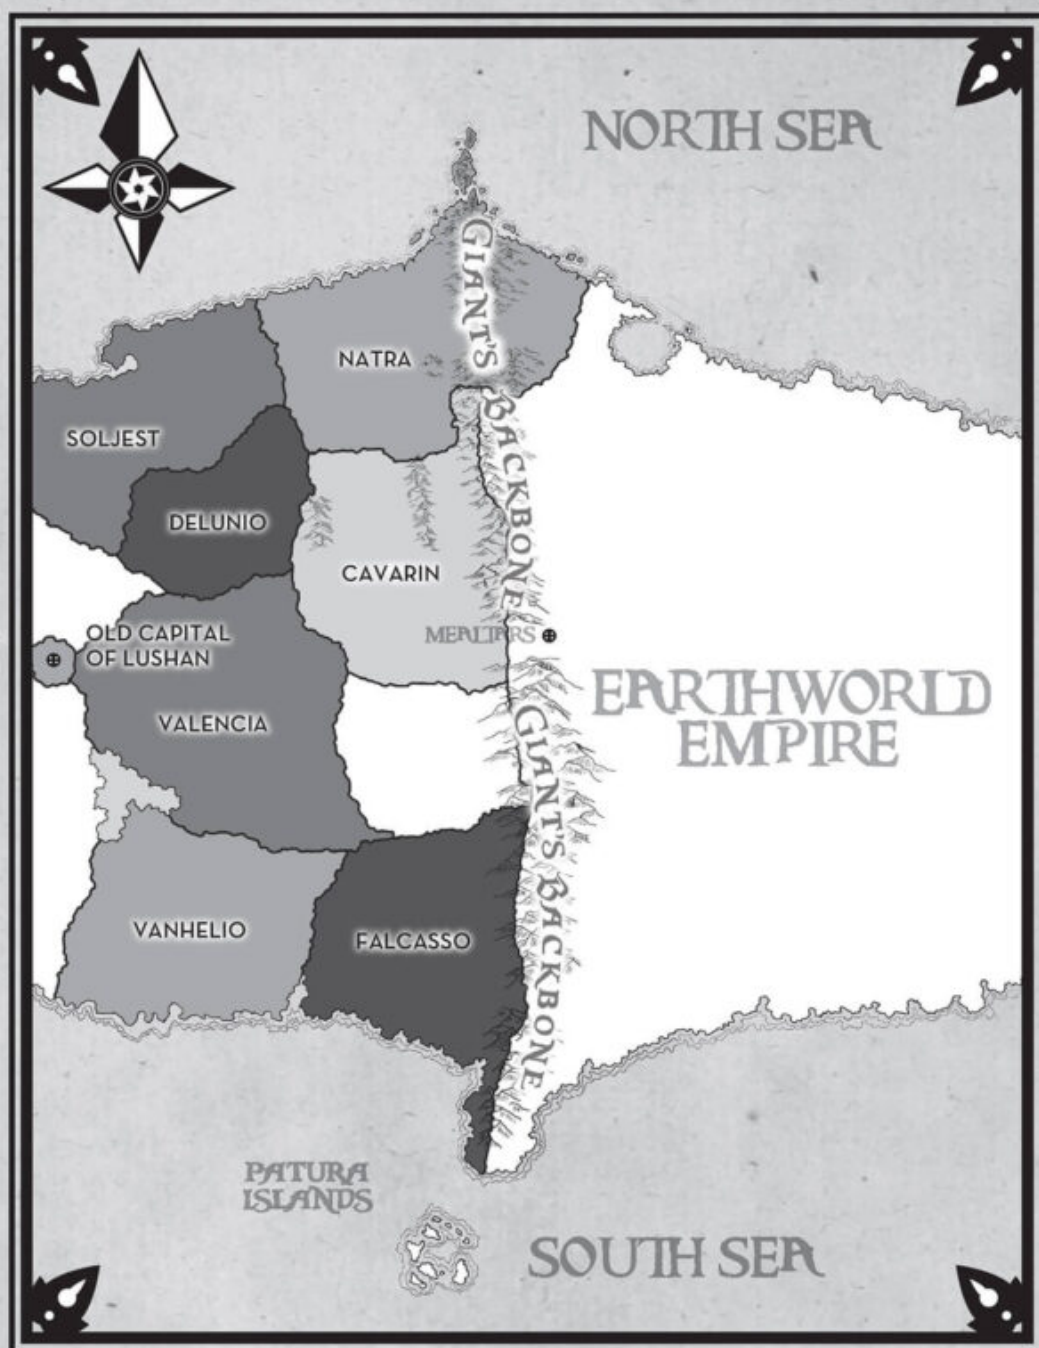 NORTH SEA
GIANT'S BACKBONE
NATRA
SOLJEST
DELUNIO
CAVARIN
MEALTARS
OLD CAPITAL
OF LUSHAN
EARTHWORLD
EMPIRE
VALENCIA
GIANT'S BACKBONE
VANHELIO
FALCASSO
PATURA
ISLANDS
SOUTH SEA